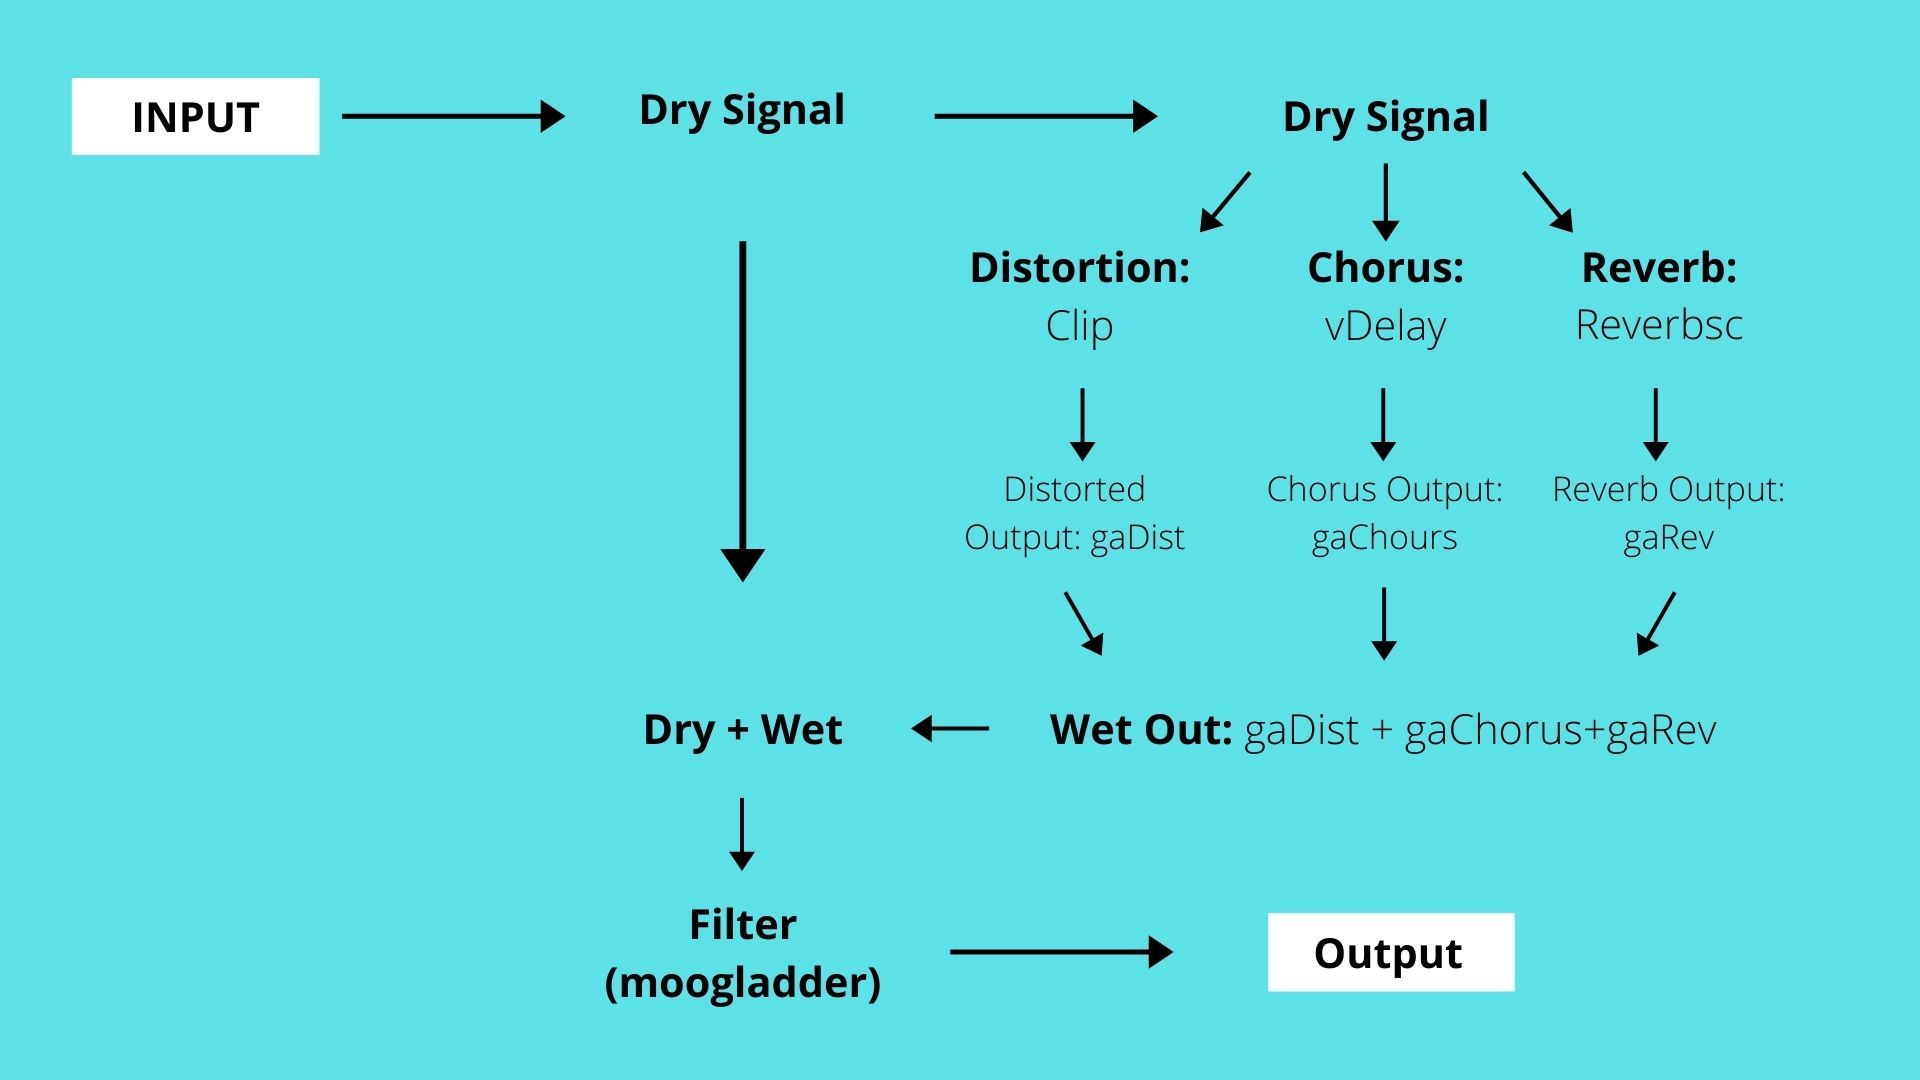 INPUT
Dry Signal
Dry Signal
Distortion:
Clip
Chorus:
vDelay
Reverb:
Reverbsc
Distorted
Output: gaDist
Chorus Output:
gaChours
Reverb Output:
gaRev
Dry + Wet
Wet Out: gaDist + gaChorus+gaRev
Filter
(moogladder)
Output